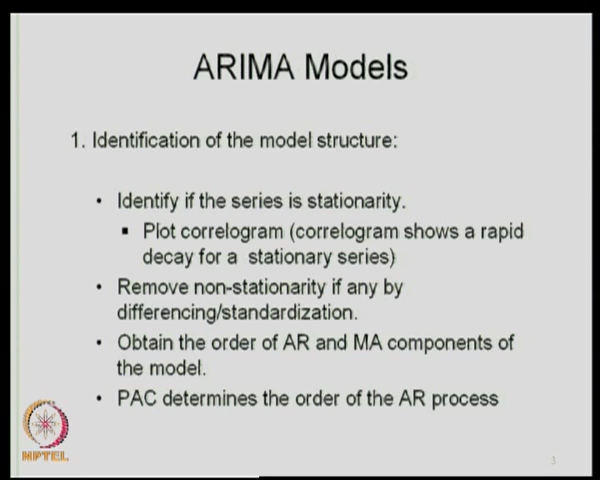 ARIMA Models
1. Identification of the model structure:
• Identify if the series is stationarity.
▪ Plot correlogram (correlogram shows a rapid
decay for a stationary series)
• Remove non-stationarity if any by
differencing/standardization.
• Obtain the order of AR and MA components of
the model.
• PAC determines the order of the AR process
NPTEL
3